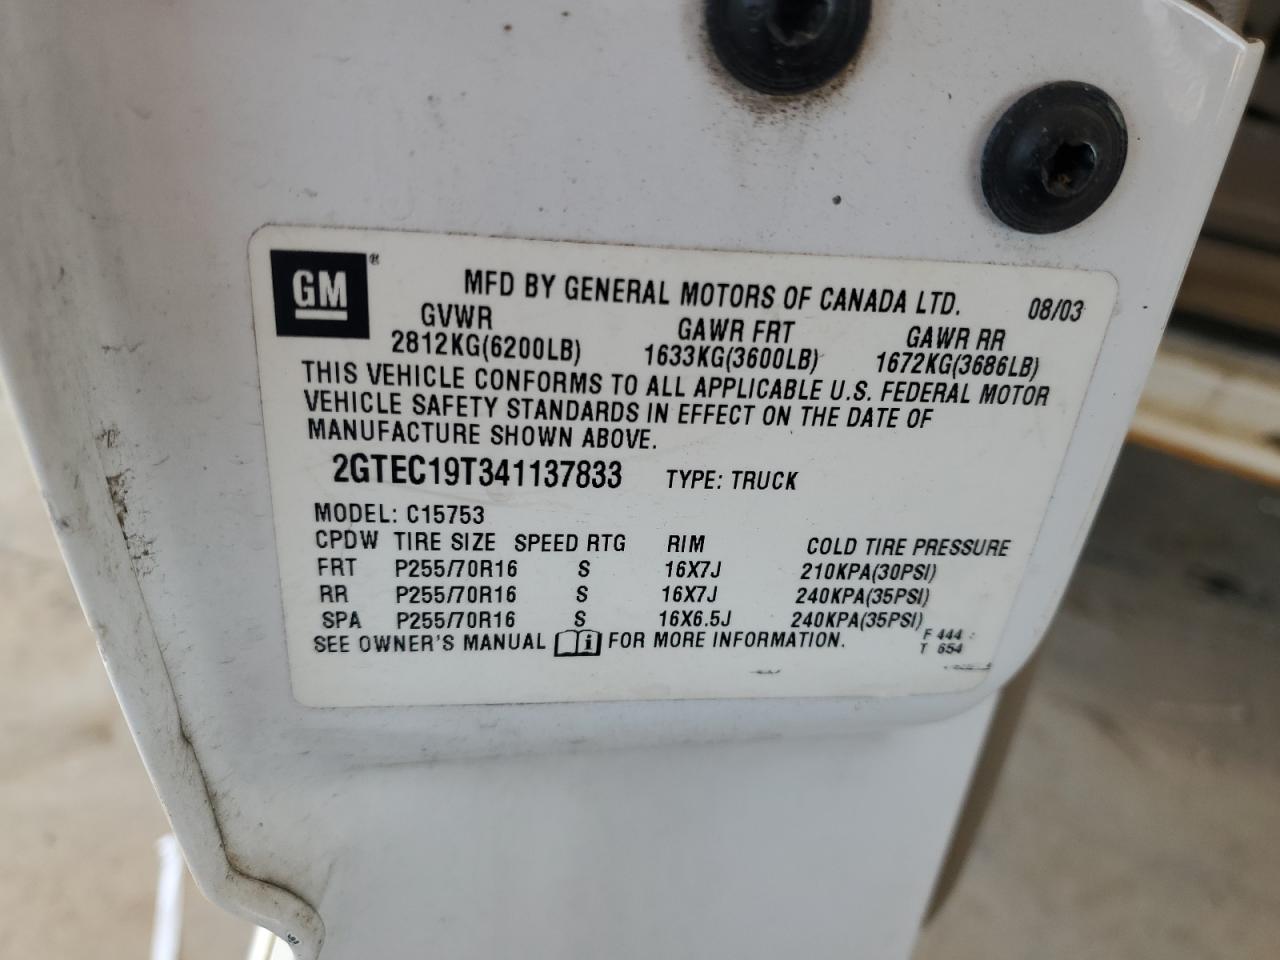 GM®
MFD BY GENERAL MOTORS OF CANADA LTD. 08/03
GVWR GAWR FRT GAWR RR
2812KG(6200LB) 1633KG(3600LB) 1672KG(3686LB)
THIS VEHICLE CONFORMS TO ALL APPLICABLE U.S. FEDERAL MOTOR
VEHICLE SAFETY STANDARDS IN EFFECT ON THE DATE OF
MANUFACTURE SHOWN ABOVE.
2GTEC19T341137833 TYPE: TRUCK
MODEL: C15753
CPDW TIRE SIZE SPEED RTG RIM COLD TIRE PRESSURE
FRT P255/70R16 S 16X7J 210KPA(30PSI)
RR P255/70R16 S 16X7J 240KPA(35PSI)
SPA P255/70R16 S 16X6.5J 240KPA(35PSI)
SEE OWNER'S MANUAL i FOR MORE INFORMATION.
F 444
T 654